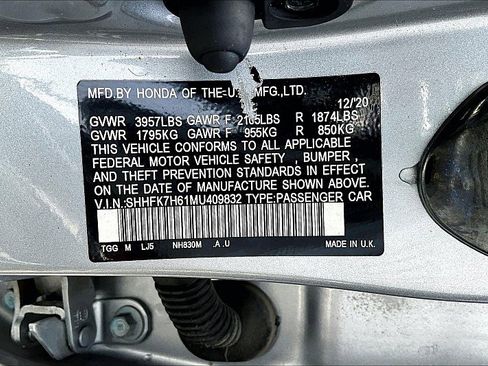 MFD.BY HONDA OF THE-U. MFG.,LTD.
12/'20
GVWR 3957LBS GAWR F 2105LBS R 1874LBS
GVWR 1795KG GAWR F 955KG R 850KG
THIS VEHICLE CONFORMS TO ALL APPLICABLE
FEDERAL MOTOR VEHICLE SAFETY , BUMPER ,
AND THEFT PREVENTION STANDARDS IN EFFECT
ON THE DATE OF MANUFACTURE SHOWN ABOVE.
V.I.N.:SHHFK7H61MU409832 TYPE:PASSENGER CAR
TGG M LJ5 NH830M .A .U MADE IN U.K.